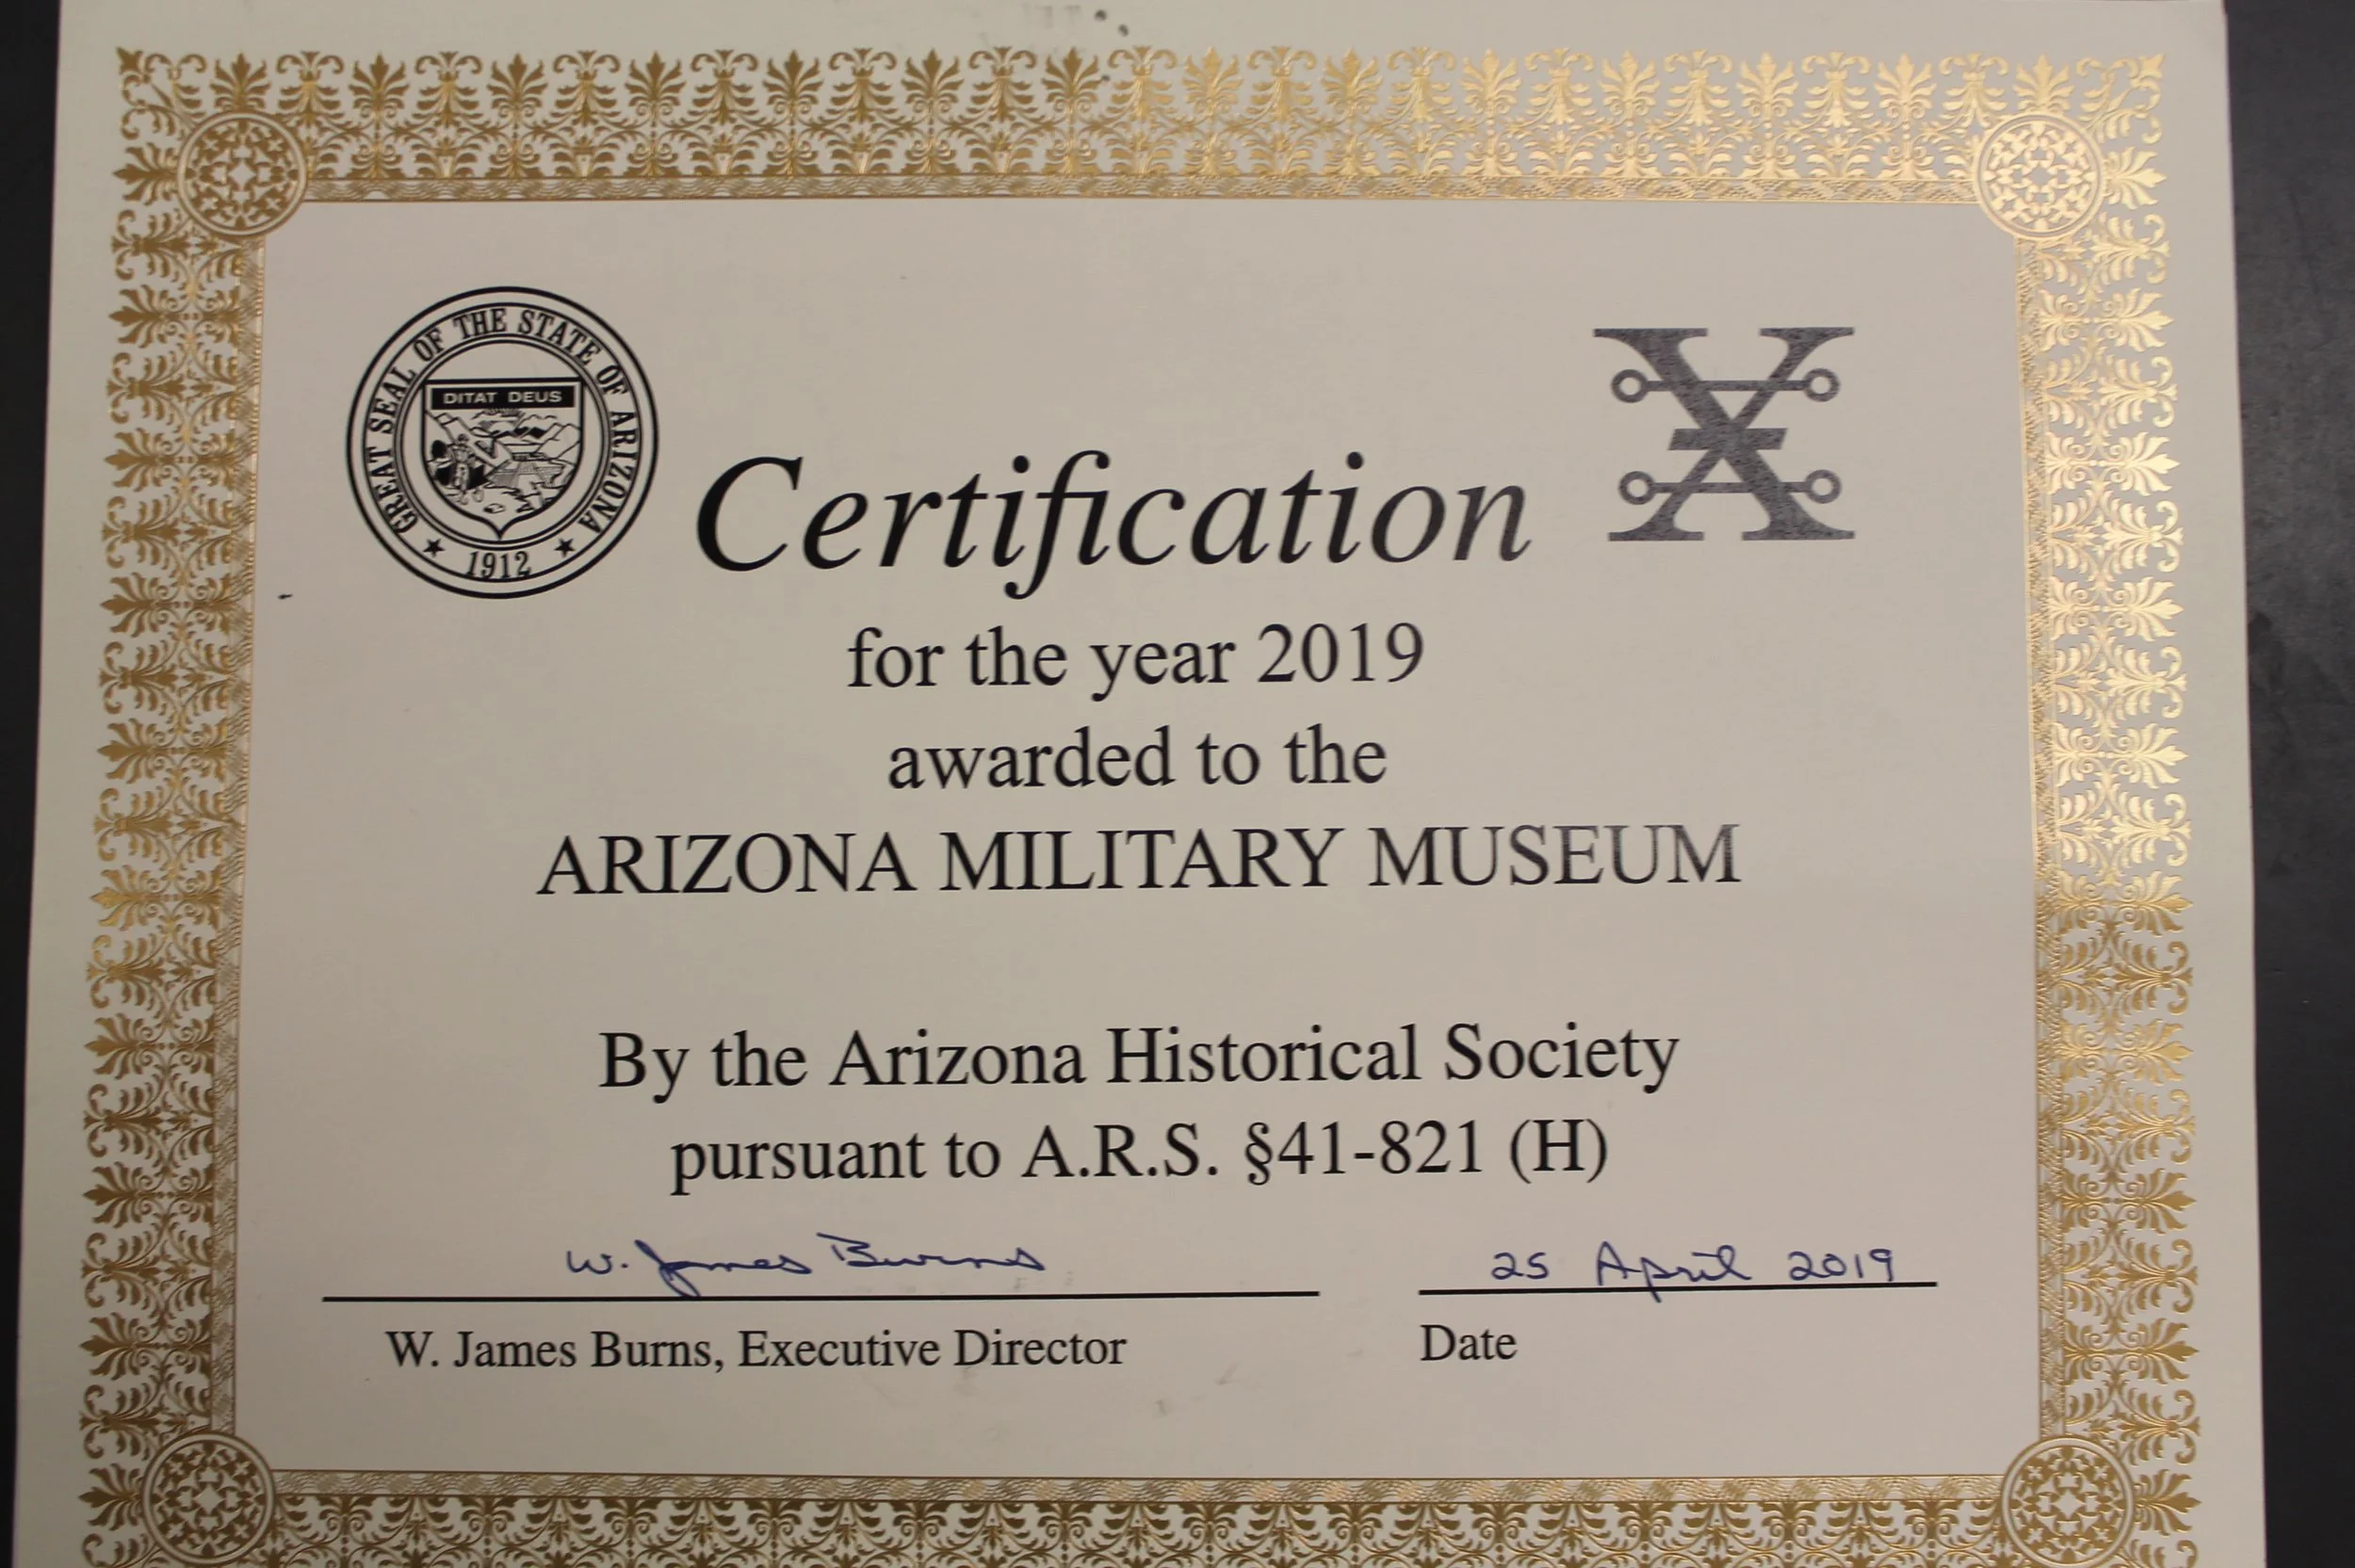 GREAT SEAL OF THE STATE OF ARIZONA
DITAT DEUS
1912
Certification
for the year 2019
awarded to the
ARIZONA MILITARY MUSEUM
By the Arizona Historical Society
pursuant to A.R.S. §41-821 (H)
W. James Burns
25 April 2019
W. James Burns, Executive Director
Date